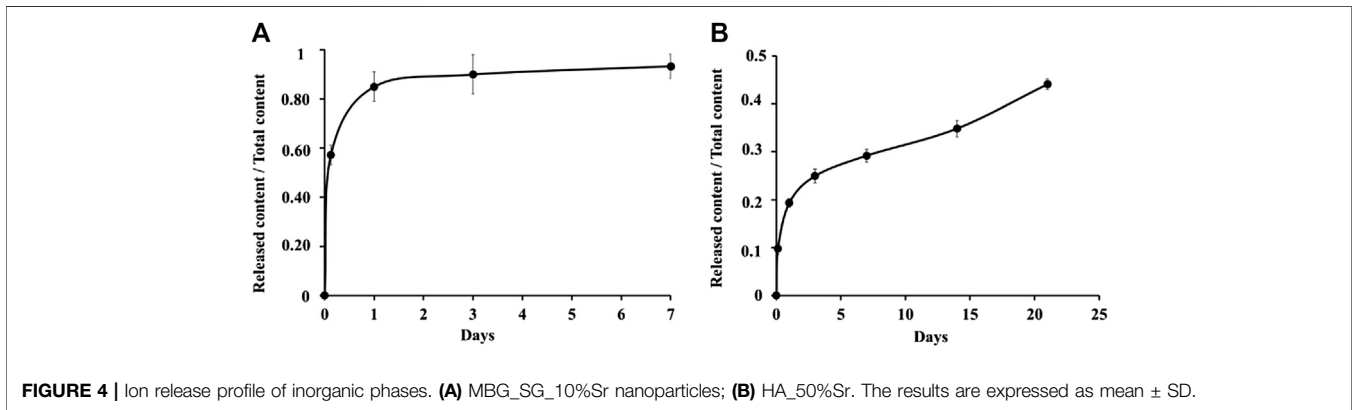 A
Released content / Total content
1
0.80
0.60
0.40
0.20
0
0 1 2 3 4 5 6 7
Days
B
Released content / Total content
0.5
0.4
0.3
0.2
0.1
0
0 5 10 15 20 25
Days
FIGURE 4 | Ion release profile of inorganic phases. (A) MBG_SG_10%Sr nanoparticles; (B) HA_50%Sr. The results are expressed as mean ± SD.